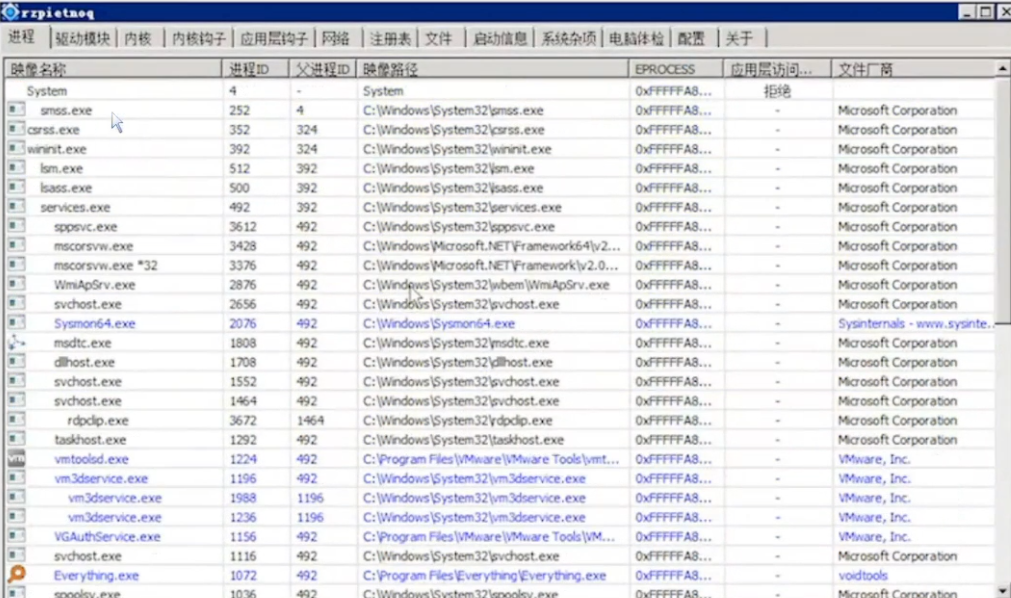 rzpietnoq
进程 驱动模块 内核 内核钩子 应用层钩子 网络 注册表 文件 启动信息 系统杂项 电脑体检 配置 关于
映像名称 进程ID 父进程ID 映像路径 EPROCESS 应用层访问... 文件厂商
System 4 - System 0xFFFFFA8... 拒绝
smss.exe 252 4 C:\Windows\System32\smss.exe 0xFFFFFA8... - Microsoft Corporation
csrss.exe 352 324 C:\Windows\System32\csrss.exe 0xFFFFFA8... - Microsoft Corporation
wininit.exe 392 324 C:\Windows\System32\wininit.exe 0xFFFFFA8... - Microsoft Corporation
lsm.exe 512 392 C:\Windows\System32\lsm.exe 0xFFFFFA8... - Microsoft Corporation
lsass.exe 500 392 C:\Windows\System32\lsass.exe 0xFFFFFA8... - Microsoft Corporation
services.exe 492 392 C:\Windows\System32\services.exe 0xFFFFFA8... - Microsoft Corporation
sppsvc.exe 3612 492 C:\Windows\System32\sppsvc.exe 0xFFFFFA8... - Microsoft Corporation
mscorsvw.exe 3428 492 C:\Windows\Microsoft.NET\Framework64\v2... 0xFFFFFA8... - Microsoft Corporation
mscorsvw.exe *32 3376 492 C:\Windows\Microsoft.NET\Framework\v2.0... 0xFFFFFA8... - Microsoft Corporation
WmiApSrv.exe 2876 492 C:\Windows\System32\wbem\WmiApSrv.exe 0xFFFFFA8... - Microsoft Corporation
svchost.exe 2656 492 C:\Windows\System32\svchost.exe 0xFFFFFA8... - Microsoft Corporation
Sysmon64.exe 2076 492 C:\Windows\Sysmon64.exe 0xFFFFFA8... - Sysinternals - www.sysinte...
msdtc.exe 1808 492 C:\Windows\System32\msdtc.exe 0xFFFFFA8... - Microsoft Corporation
dllhost.exe 1708 492 C:\Windows\System32\dllhost.exe 0xFFFFFA8... - Microsoft Corporation
svchost.exe 1552 492 C:\Windows\System32\svchost.exe 0xFFFFFA8... - Microsoft Corporation
svchost.exe 1464 492 C:\Windows\System32\svchost.exe 0xFFFFFA8... - Microsoft Corporation
rdpclip.exe 3672 1464 C:\Windows\System32\rdpclip.exe 0xFFFFFA8... - Microsoft Corporation
taskhost.exe 1292 492 C:\Windows\System32\taskhost.exe 0xFFFFFA8... - Microsoft Corporation
vm vmtoolsd.exe 1224 492 C:\Program Files\VMware\VMware Tools\vmt... 0xFFFFFA8... - VMware, Inc.
vm3dservice.exe 1196 492 C:\Windows\System32\vm3dservice.exe 0xFFFFFA8... - VMware, Inc.
vm3dservice.exe 1988 1196 C:\Windows\System32\vm3dservice.exe 0xFFFFFA8... - VMware, Inc.
vm3dservice.exe 1236 1196 C:\Windows\System32\vm3dservice.exe 0xFFFFFA8... - VMware, Inc.
VGAuthService.exe 1156 492 C:\Program Files\VMware\VMware Tools\VM... 0xFFFFFA8... - VMware, Inc.
svchost.exe 1116 492 C:\Windows\System32\svchost.exe 0xFFFFFA8... - Microsoft Corporation
Everything.exe 1072 492 C:\Program Files\Everything\Everything.exe 0xFFFFFA8... - voidtools
spoolsv.exe 1036 492 C:\Windows\System32\spoolsv.exe 0xFFFFFA8... - Microsoft Corporation